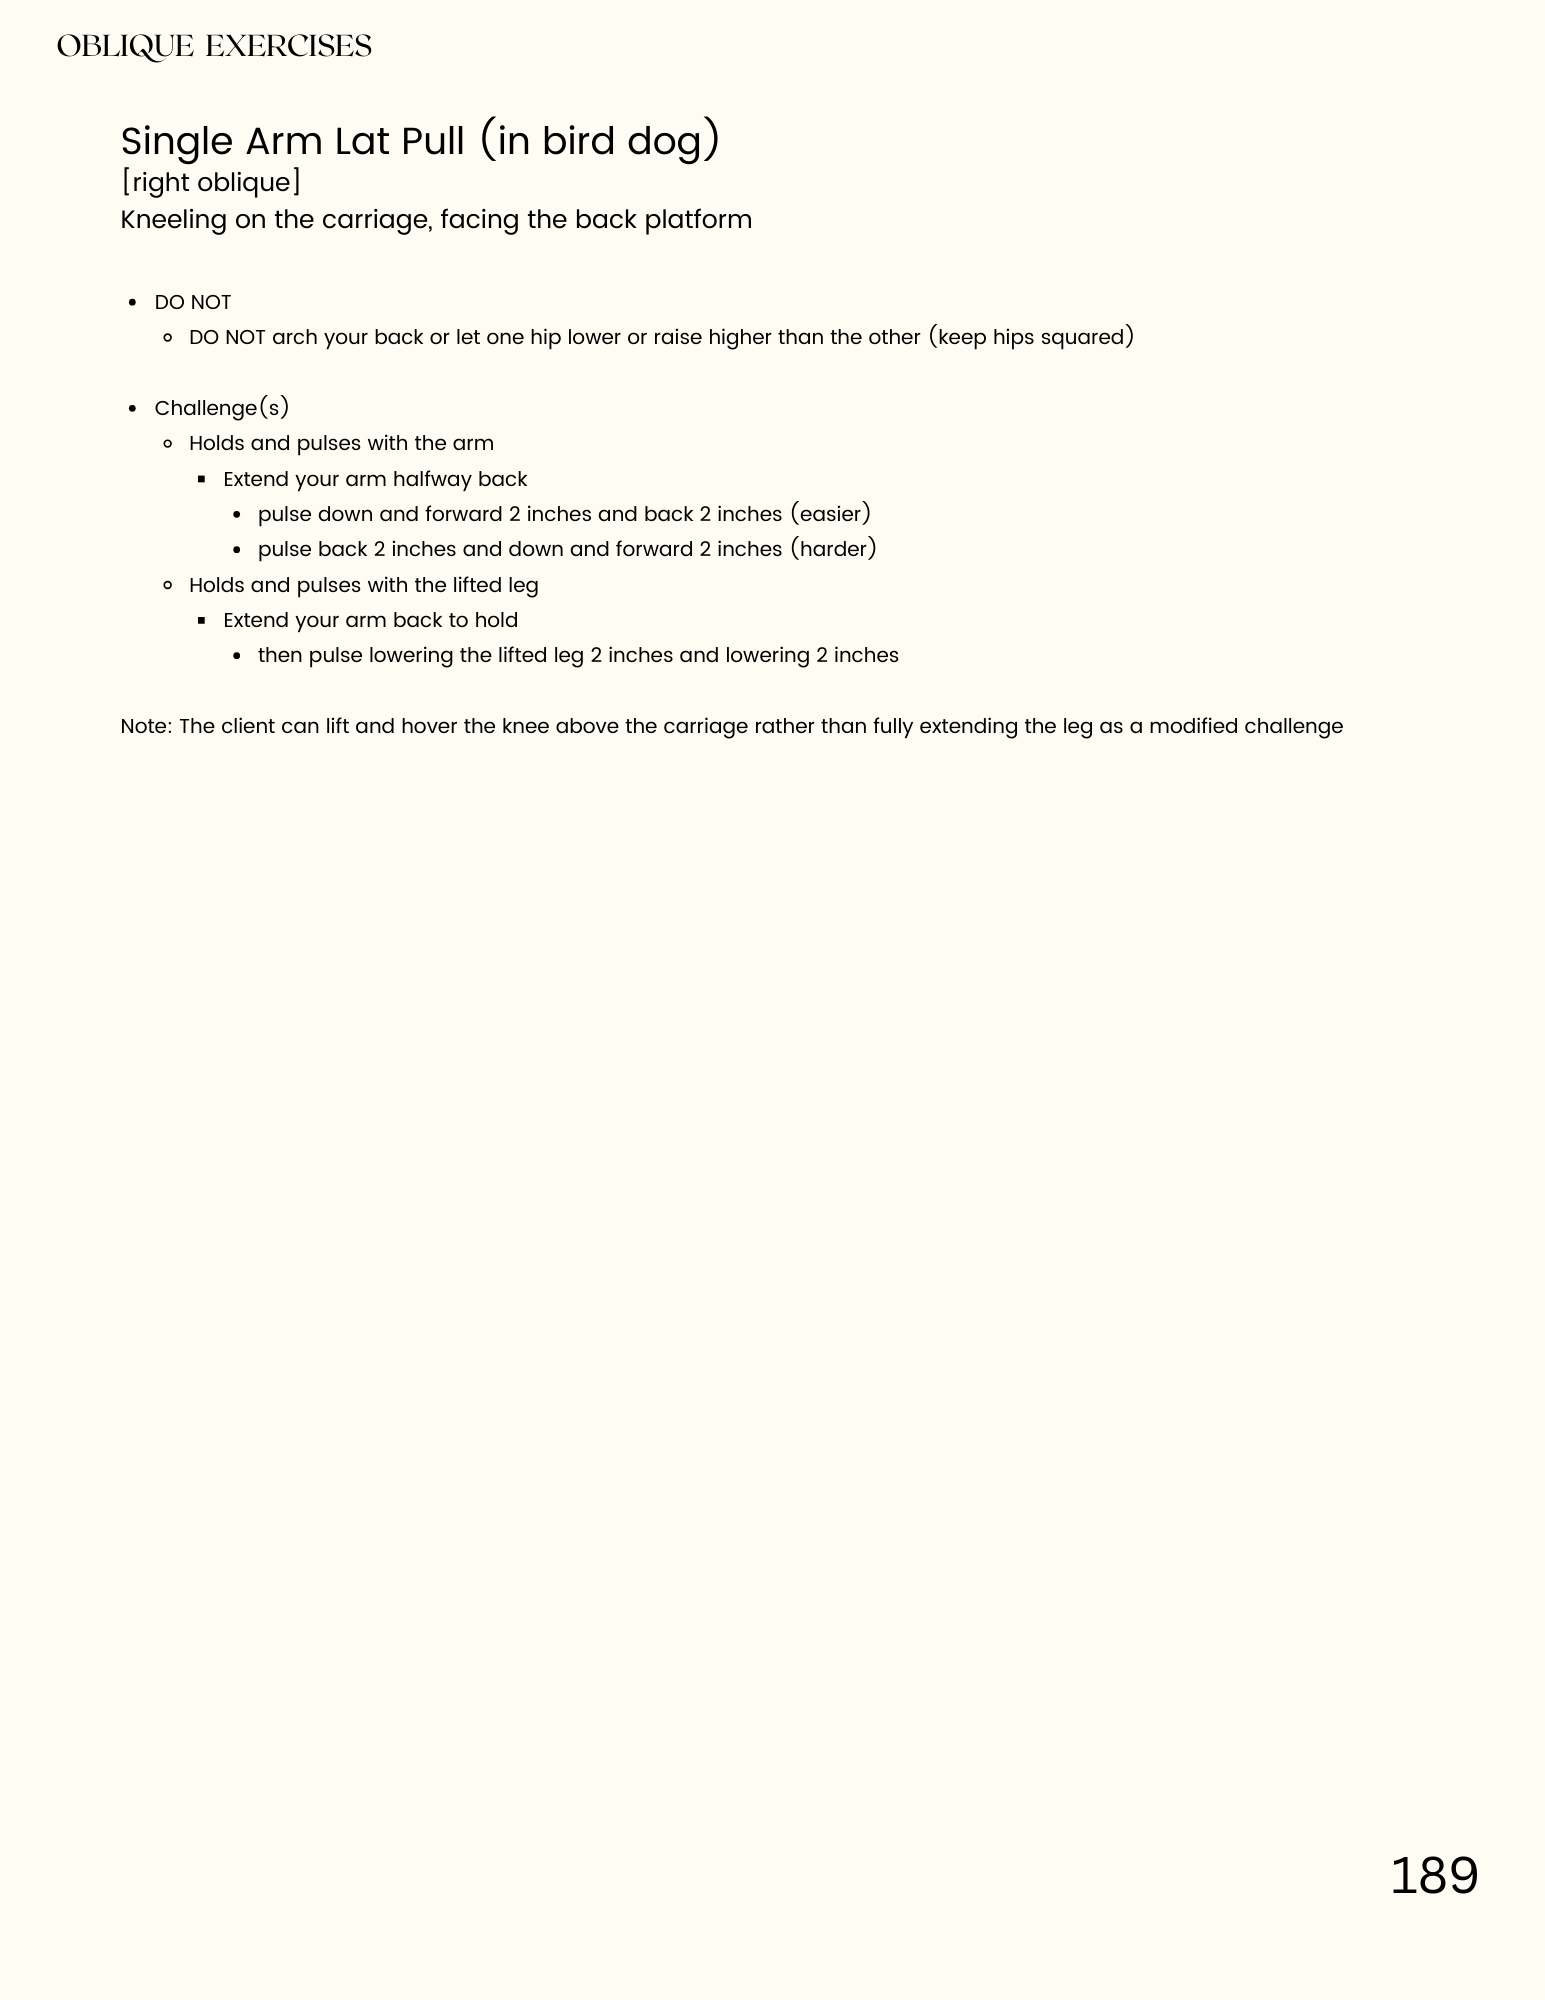 OBLIQUE EXERCISES
Single Arm Lat Pull (in bird dog)
[right oblique]
Kneeling on the carriage, facing the back platform
• DO NOT
◦ DO NOT arch your back or let one hip lower or raise higher than the other (keep hips squared)
• Challenge(s)
◦ Holds and pulses with the arm
▪ Extend your arm halfway back
• pulse down and forward 2 inches and back 2 inches (easier)
• pulse back 2 inches and down and forward 2 inches (harder)
◦ Holds and pulses with the lifted leg
▪ Extend your arm back to hold
• then pulse lowering the lifted leg 2 inches and lowering 2 inches
Note: The client can lift and hover the knee above the carriage rather than fully extending the leg as a modified challenge
189